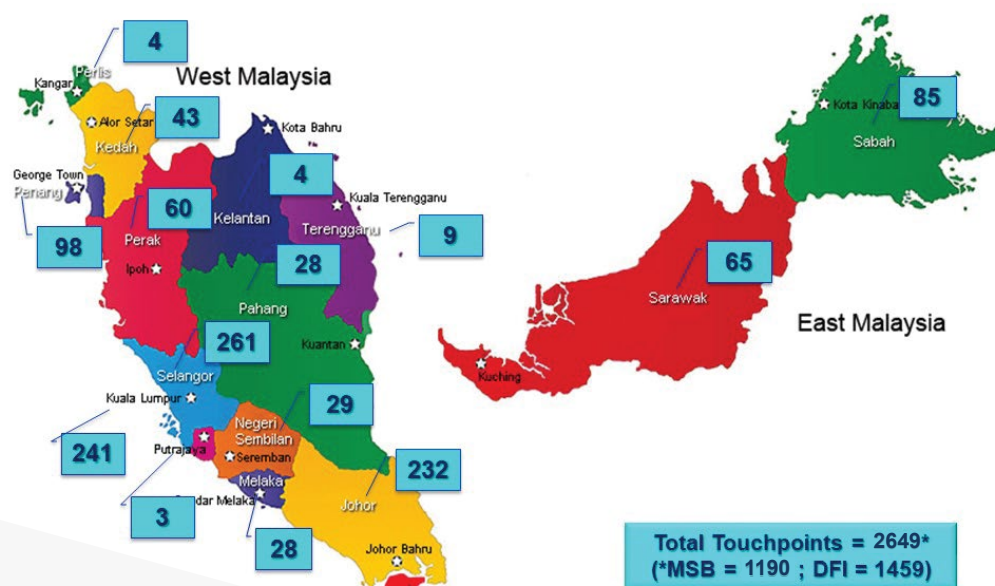 4
Perlis
Kangar
West Malaysia
Alor Setar
43
Kedah
Kota Bahru
George Town
Penang
4
60
Kelantan
Kuala Terengganu
Terengganu
9
98
Perak
Ipoh
28
Pahang
261
Kuantan
Selangor
Kuala Lumpur
29
241
Negeri
Sembilan
Putrajaya
Seremban
232
Melaka
Johor
3
28
Johor Bahru
85
Sabah
65
Sarawak
East Malaysia
Kuching
Total Touchpoints = 2649*
(*MSB = 1190 ; DFI = 1459)